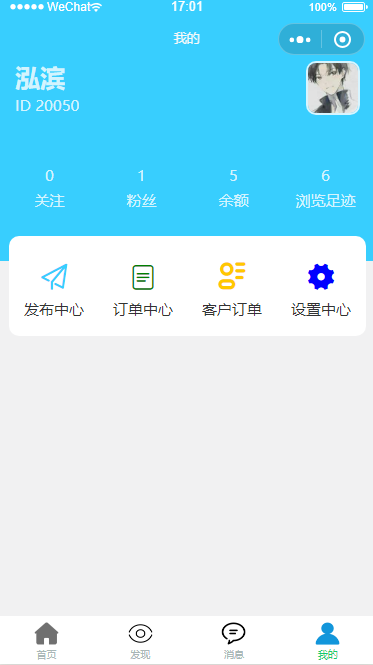 WeChat 17:01 100%
我的
泓滨
ID 20050
0 1 5 6
关注 粉丝 余额 浏览足迹
发布中心 订单中心 客户订单 设置中心
首页 发现 消息 我的